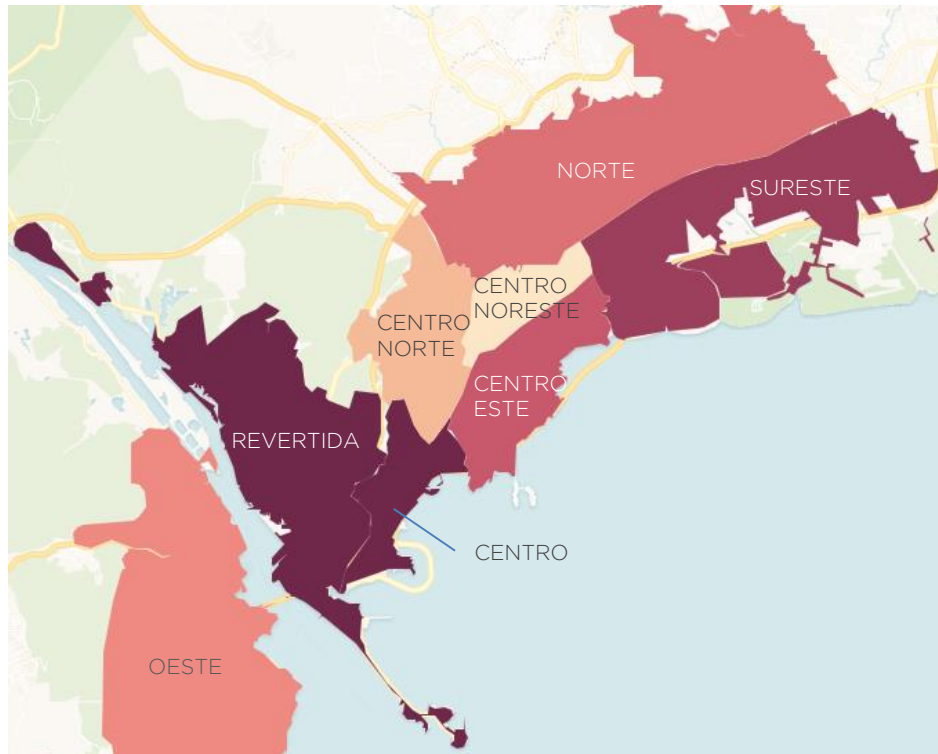 NORTE
SURESTE
CENTRO
NORESTE
CENTRO
NORTE
CENTRO
ESTE
REVERTIDA
CENTRO
OESTE